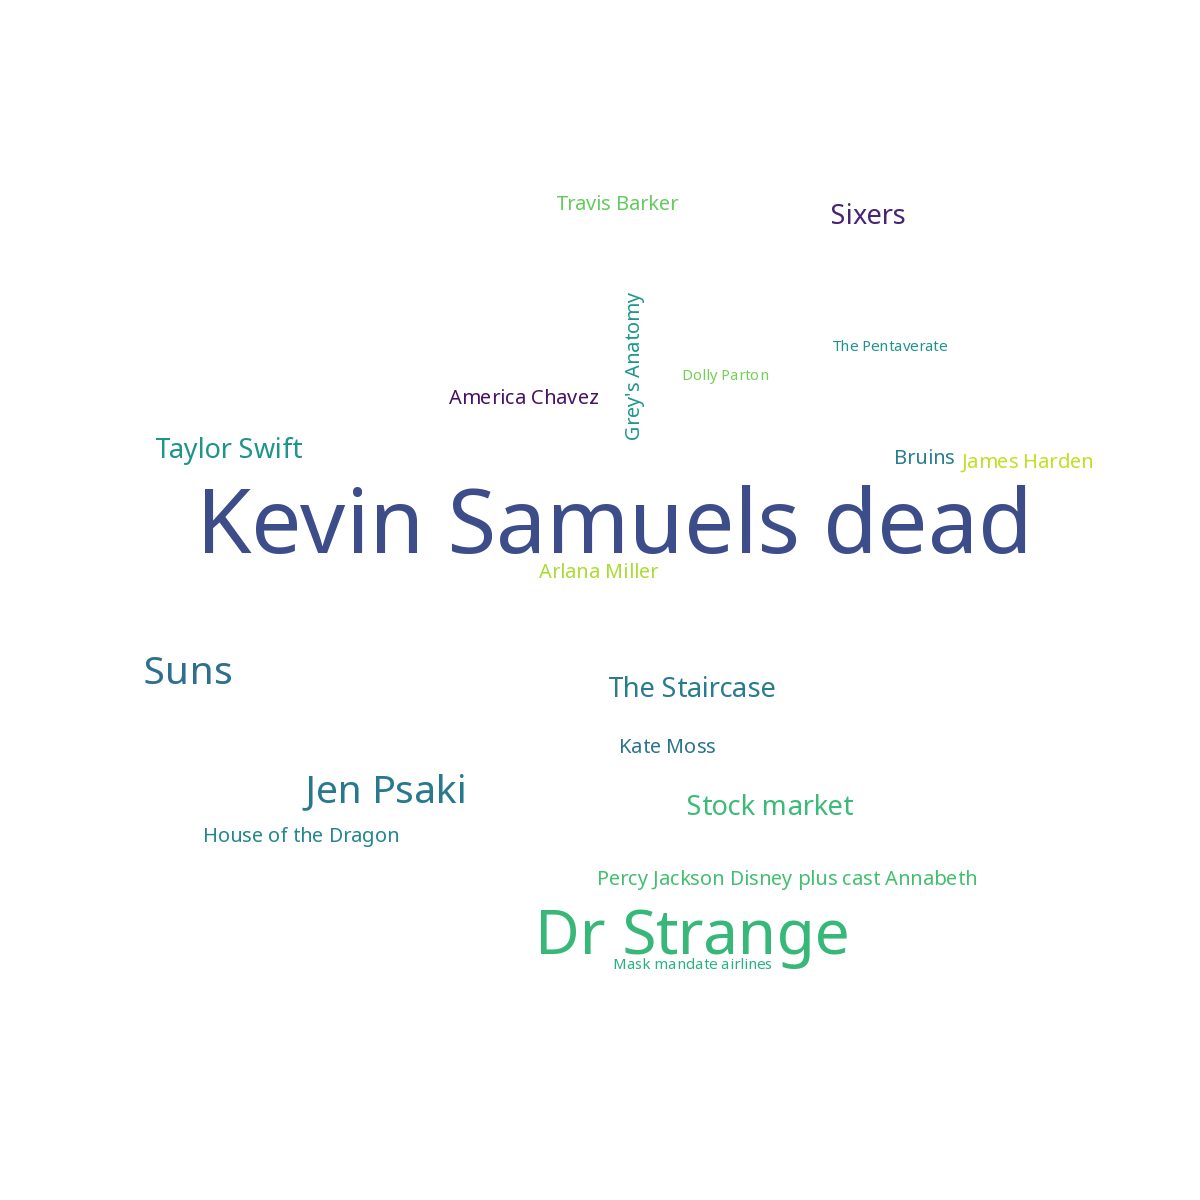 Travis Barker
Sixers
Grey's Anatomy
The Pentaverate
Dolly Parton
America Chavez
Taylor Swift
Bruins
James Harden
Kevin Samuels dead
Arlana Miller
Suns
The Staircase
Kate Moss
Jen Psaki
Stock market
House of the Dragon
Percy Jackson Disney plus cast Annabeth
Dr Strange
Mask mandate airlines